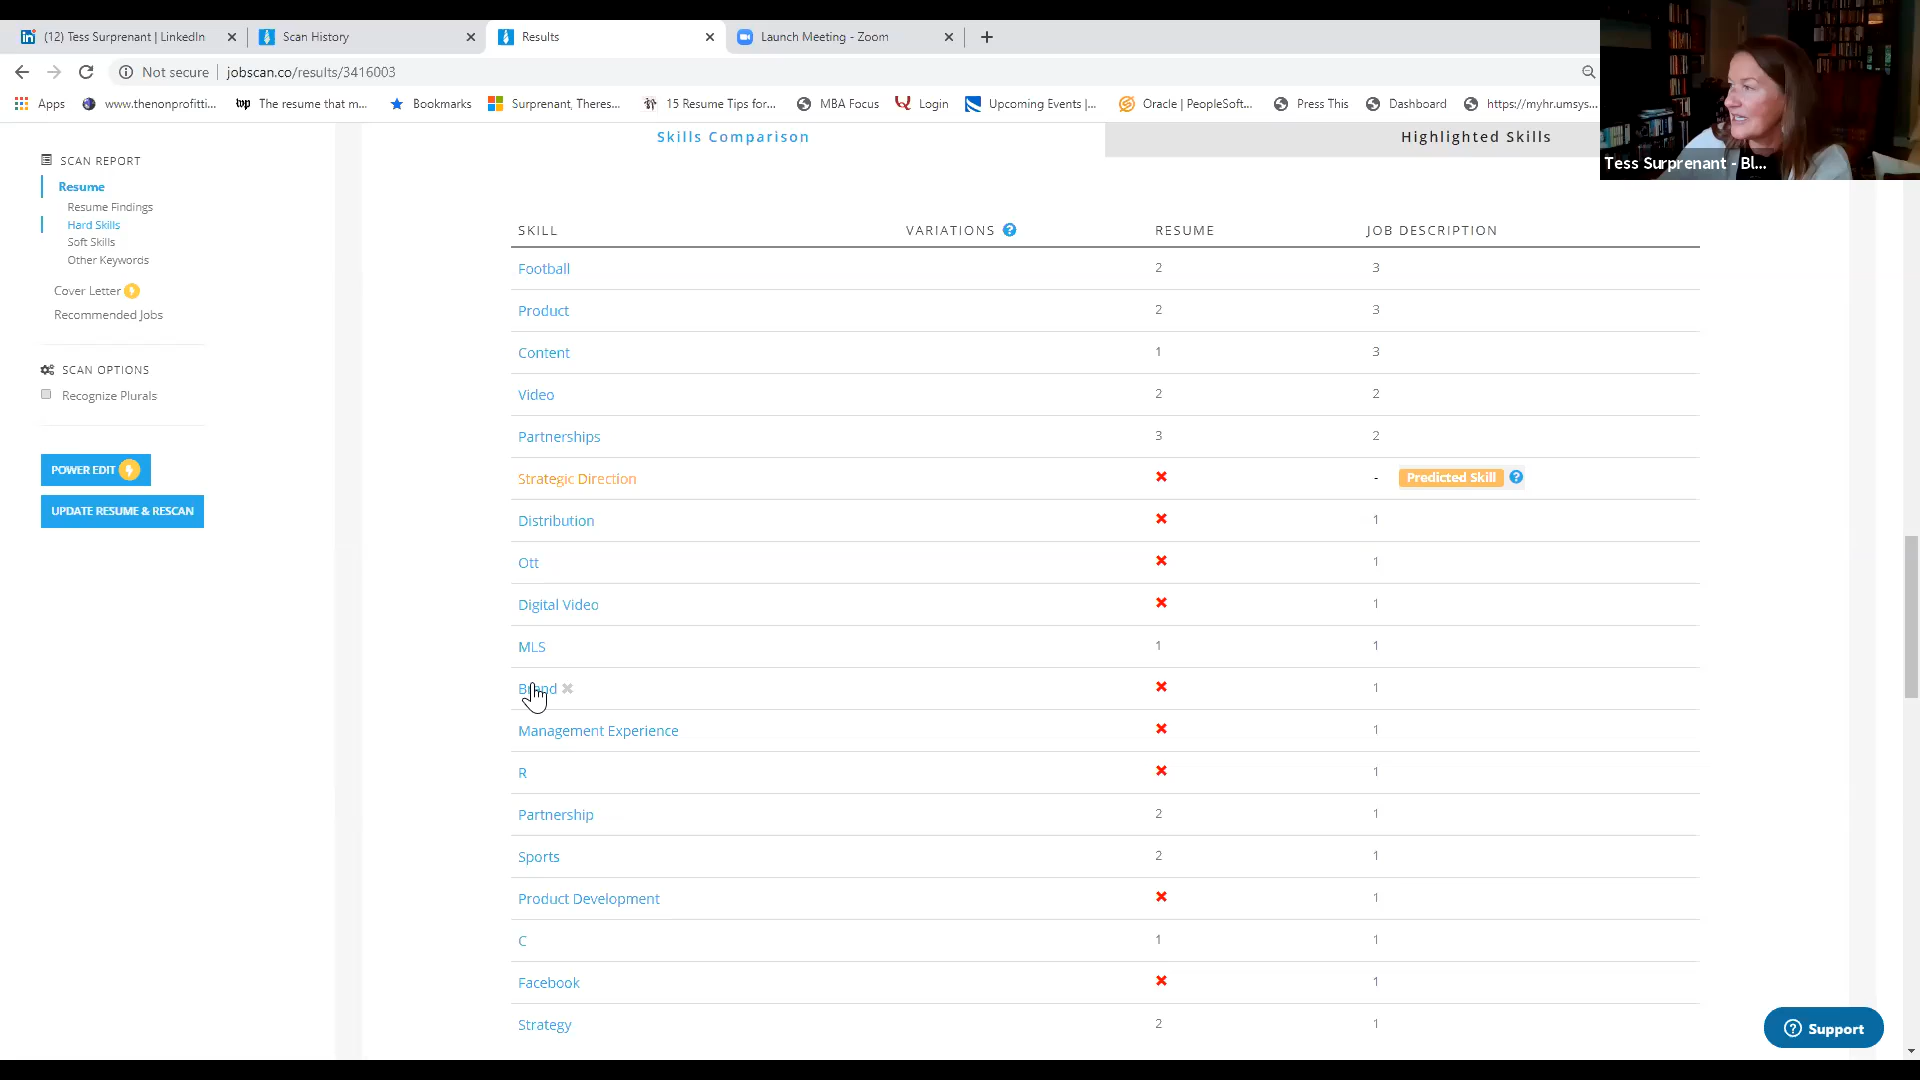 (12) Tess Surprenant | LinkedIn
Scan History
Results
Launch Meeting - Zoom
Not secure
jobscan.co/results/3416003
Apps
www.thenonprofitti...
The resume that m...
Bookmarks
Surprenant, Theres...
15 Resume Tips for...
MBA Focus
Login
Upcoming Events |...
Oracle | PeopleSoft...
Press This
Dashboard
https://myhr.umsys...
Tess Surprenant - Bl...
SCAN REPORT
Resume
Resume Findings
Hard Skills
Soft Skills
Other Keywords
Cover Letter
Recommended Jobs
SCAN OPTIONS
Recognize Plurals
POWER EDIT
UPDATE RESUME & RESCAN
Skills Comparison
Highlighted Skills
SKILL VARIATIONS ? RESUME JOB DESCRIPTION
Football 2 3
Product 2 3
Content 1 3
Video 2 2
Partnerships 3 2
Strategic Direction - Predicted Skill ?
Distribution 1
Ott 1
Digital Video 1
MLS 1 1
Brand 1
Management Experience 1
R 1
Partnership 2 1
Sports 2 1
Product Development 1
C 1 1
Facebook 1
Strategy 2 1
? Support